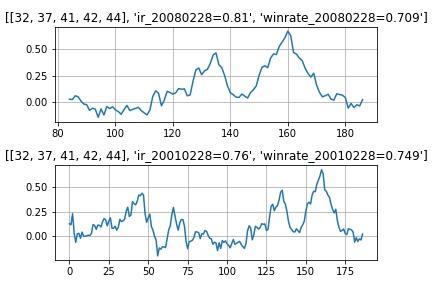 [[32, 37, 41, 42, 44], 'ir_20080228=0.81', 'winrate_20080228=0.709']
0.50
0.25
0.00
80 100 120 140 160 180
[[32, 37, 41, 42, 44], 'ir_20010228=0.76', 'winrate_20010228=0.749']
0.50
0.25
0.00
0 25 50 75 100 125 150 175